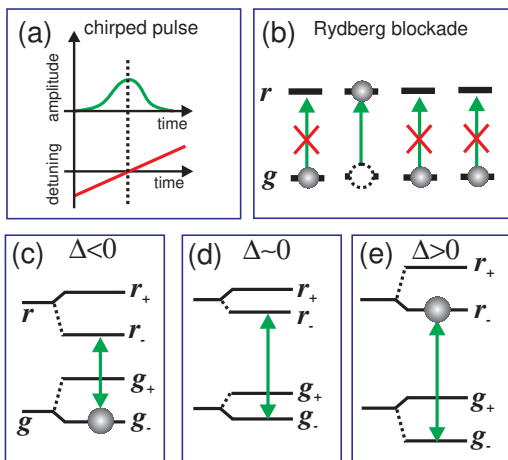 (a) chirped pulse
amplitude
time
detuning
time
(b) Rydberg blockade
r
g
(c) Δ<0
r+
r
r-
g+
g
g-
(d) Δ~0
r+
r-
g+
g-
(e) Δ>0
r+
r-
g+
g-